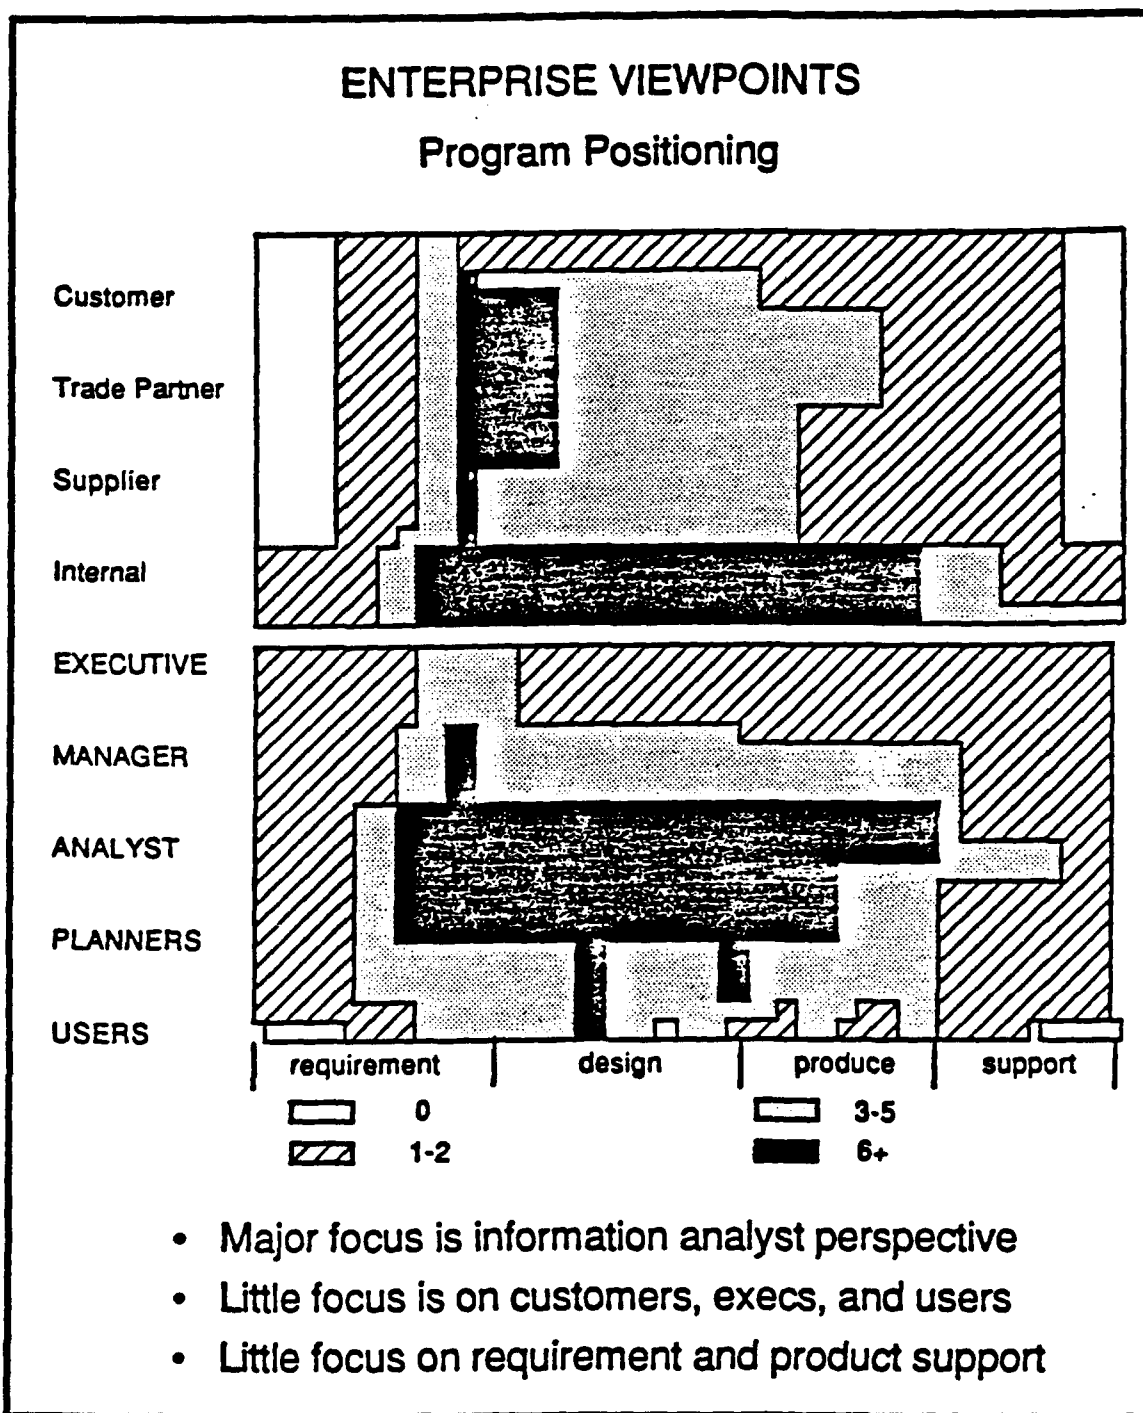 ENTERPRISE VIEWPOINTS
Program Positioning
Customer
Trade Partner
Supplier
Internal
EXECUTIVE
MANAGER
ANALYST
PLANNERS
USERS
requirement design produce support
0 3-5
1-2 6+
• Major focus is information analyst perspective
• Little focus is on customers, execs, and users
• Little focus on requirement and product support